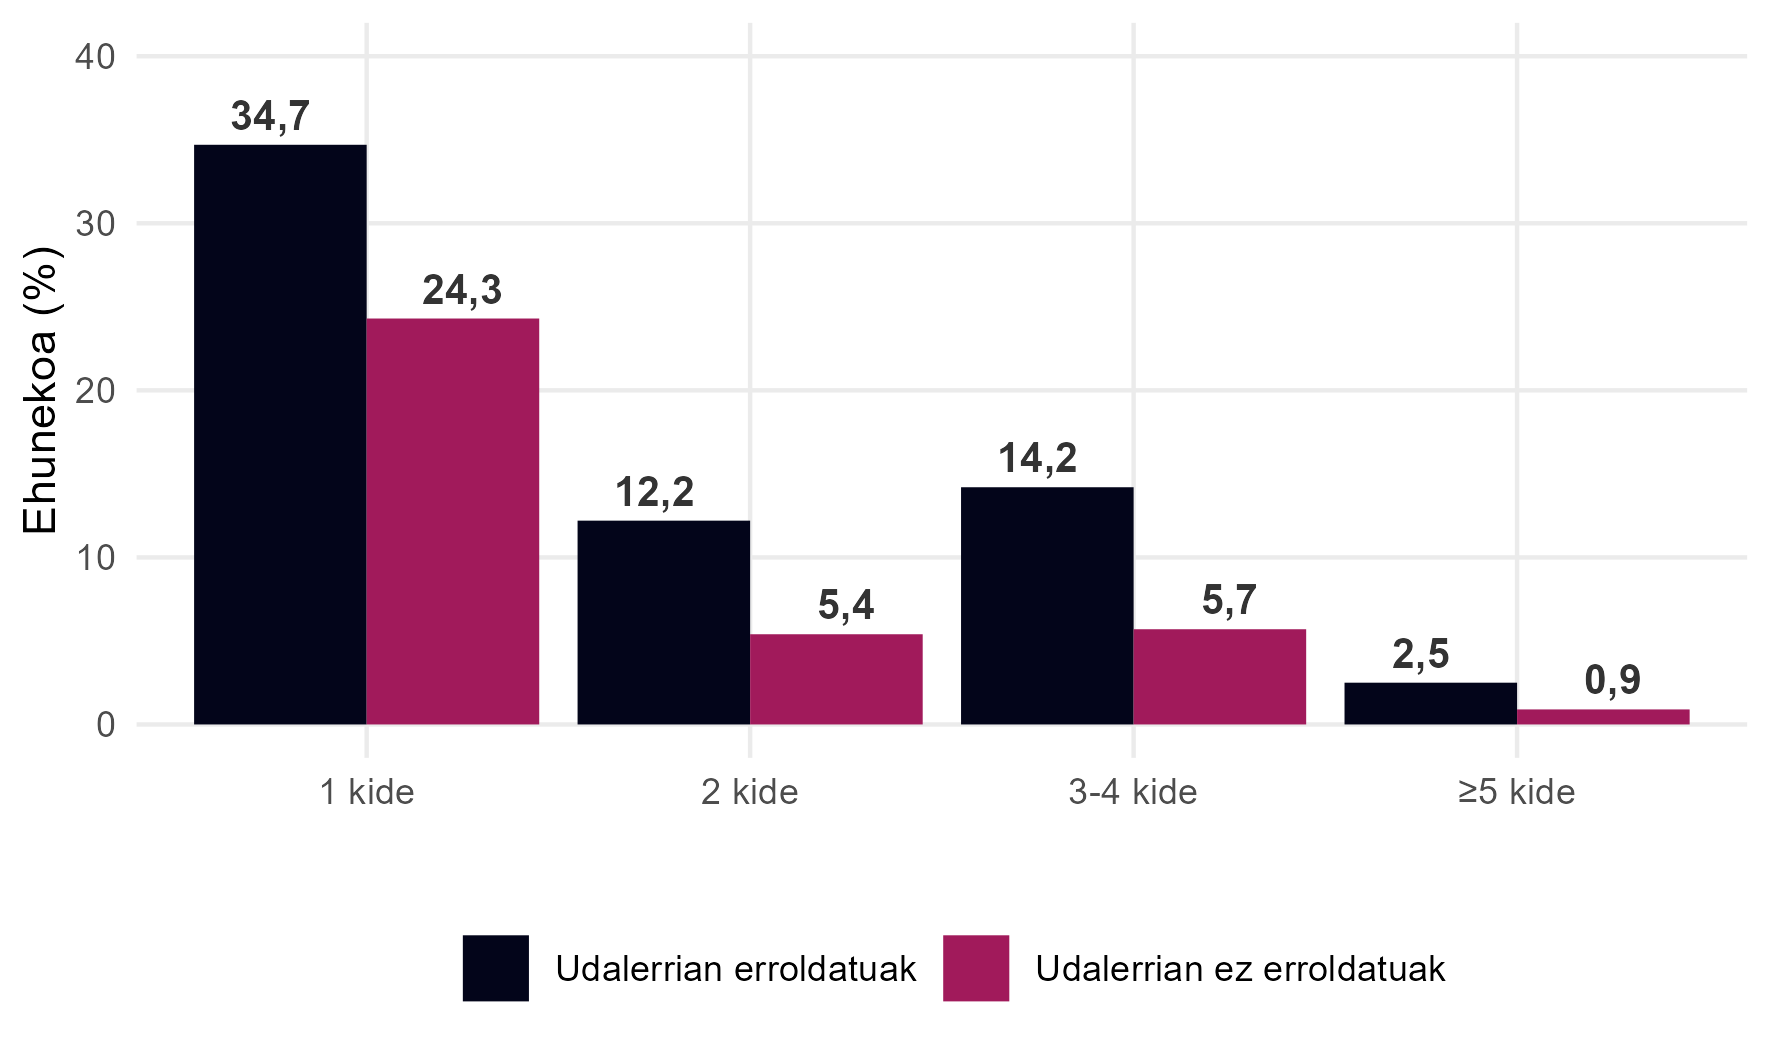 Ehunekoa (%)
40
30
20
10
0
34,7
24,3
12,2
5,4
14,2
5,7
2,5
0,9
1 kide
2 kide
3-4 kide
≥5 kide
Udalerrian erroldatuak
Udalerrian ez erroldatuak